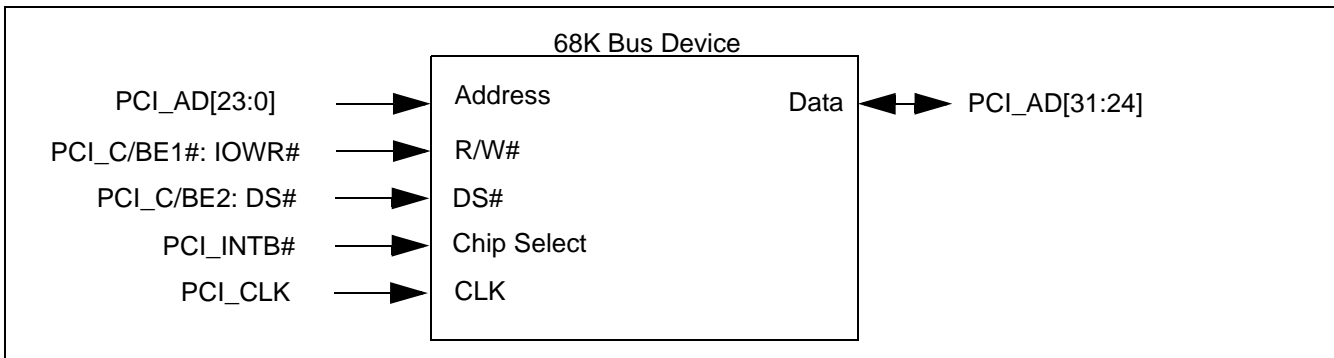 68K Bus Device
PCI_AD[23:0] Address Data PCI_AD[31:24]
PCI_C/BE1#: IOWR# R/W#
PCI_C/BE2: DS# DS#
PCI_INTB# Chip Select
PCI_CLK CLK